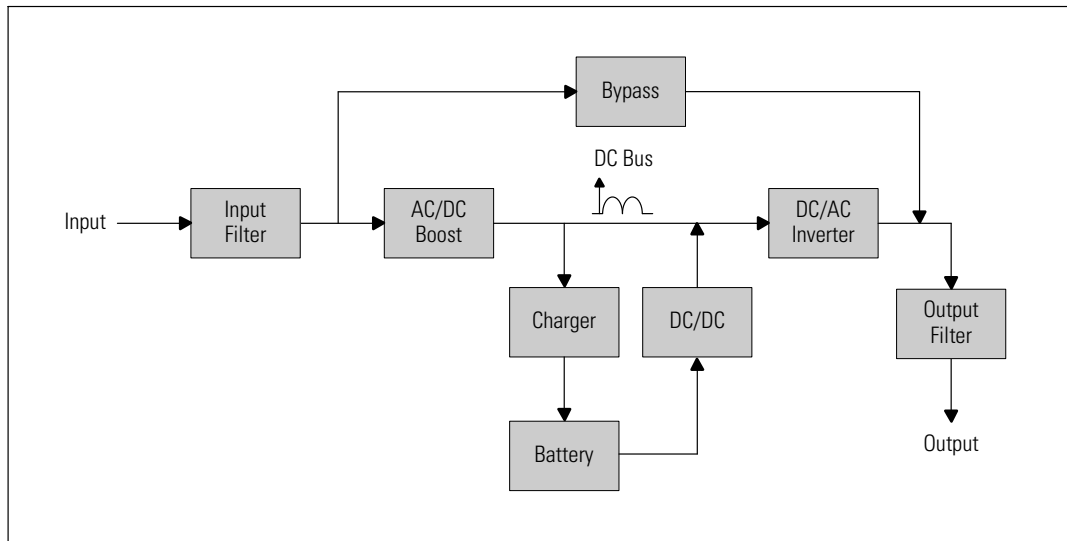 Bypass
DC Bus
Input
Input
Filter
AC/DC
Boost
DC/AC
Inverter
Charger
DC/DC
Output
Filter
Battery
Output